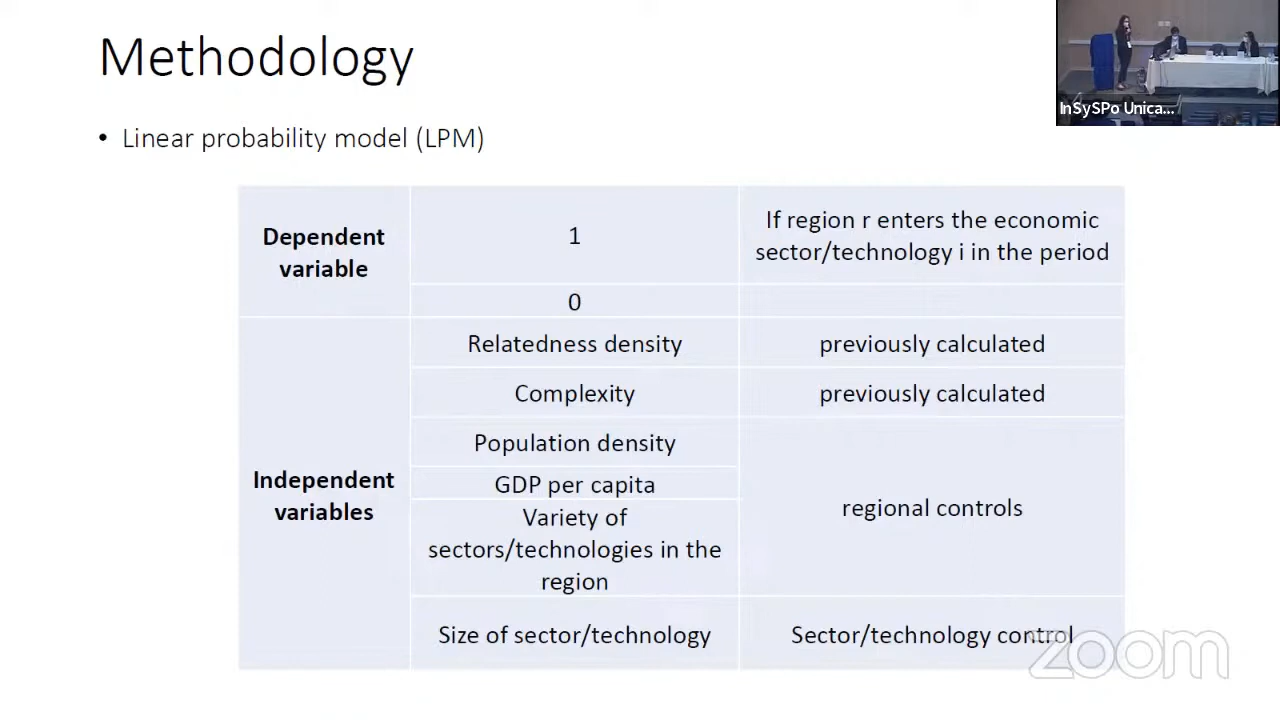 Methodology
InSySPo Unica...
• Linear probability model (LPM)
Dependent
variable
1
If region r enters the economic
sector/technology i in the period
0
Independent
variables
Relatedness density
previously calculated
Complexity
previously calculated
Population density
GDP per capita
Variety of
sectors/technologies in the
region
regional controls
Size of sector/technology
Sector/technology control
zoom